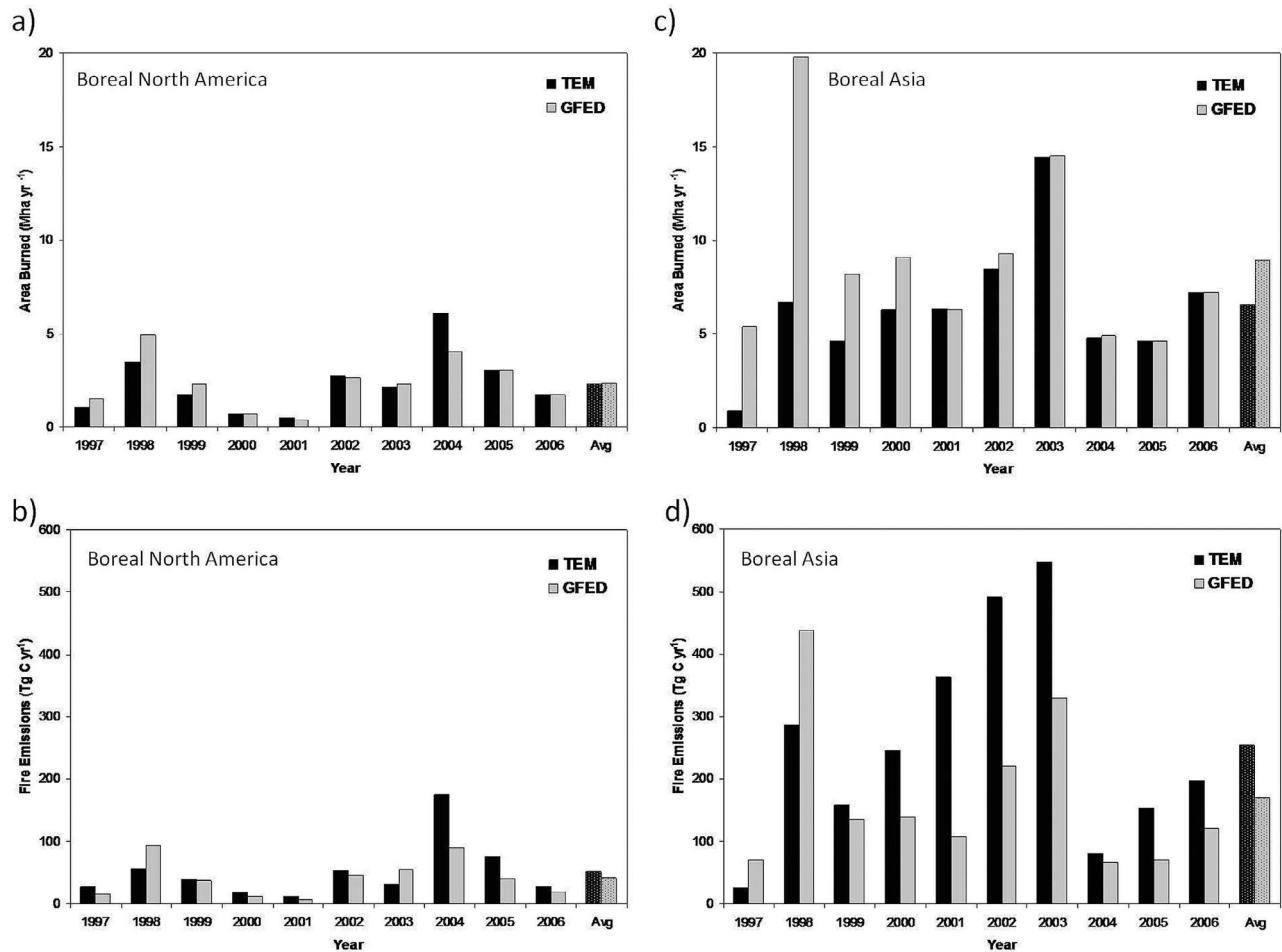 a)
Boreal North America
TEM
GFED
Area Burned (Mha yr -1)
20
15
10
5
0
1997 1998 1999 2000 2001 2002 2003 2004 2005 2006 Avg
Year
c)
Boreal Asia
TEM
GFED
Area Burned (Mha yr -1)
20
15
10
5
0
1997 1998 1999 2000 2001 2002 2003 2004 2005 2006 Avg
Year
b)
Boreal North America
TEM
GFED
Fire Emissions (Tg C yr-1)
600
500
400
300
200
100
0
1997 1998 1999 2000 2001 2002 2003 2004 2005 2006 Avg
Year
d)
Boreal Asia
TEM
GFED
Fire Emissions (Tg C yr-1)
600
500
400
300
200
100
0
1997 1998 1999 2000 2001 2002 2003 2004 2005 2006 Avg
Year